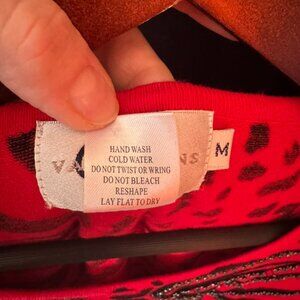 HAND WASH
COLD WATER
DO NOT TWIST OR WRING
DO NOT BLEACH
RESHAPE
LAY FLAT TO DRY
M